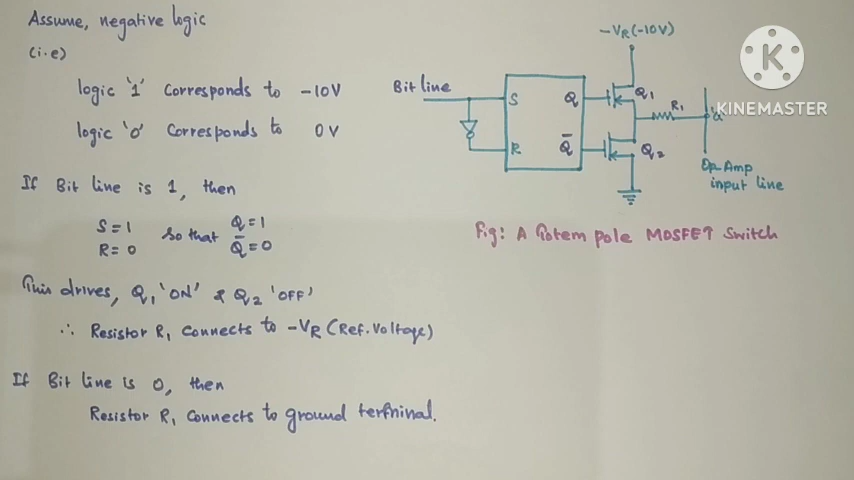 Assume, negative logic
(i.e)
logic '1' Corresponds to -10V
logic '0' Corresponds to 0V
If Bit line is 1, then
S=1
R=0
so that
Q=1
Q̅=0
This drives, Q₁ 'ON' & Q₂ 'OFF'
∴ Resistor R₁ connects to -VR (Ref. Voltage)
If Bit line is 0, then
Resistor R₁ connects to ground terminal.
-VR (-10V)
Bit line
S
Q
Q₁
R₁
'a'
R
Q̅
Q₂
Op-Amp
input line
Fig: A Totem pole MOSFET Switch
K
KINEMASTER